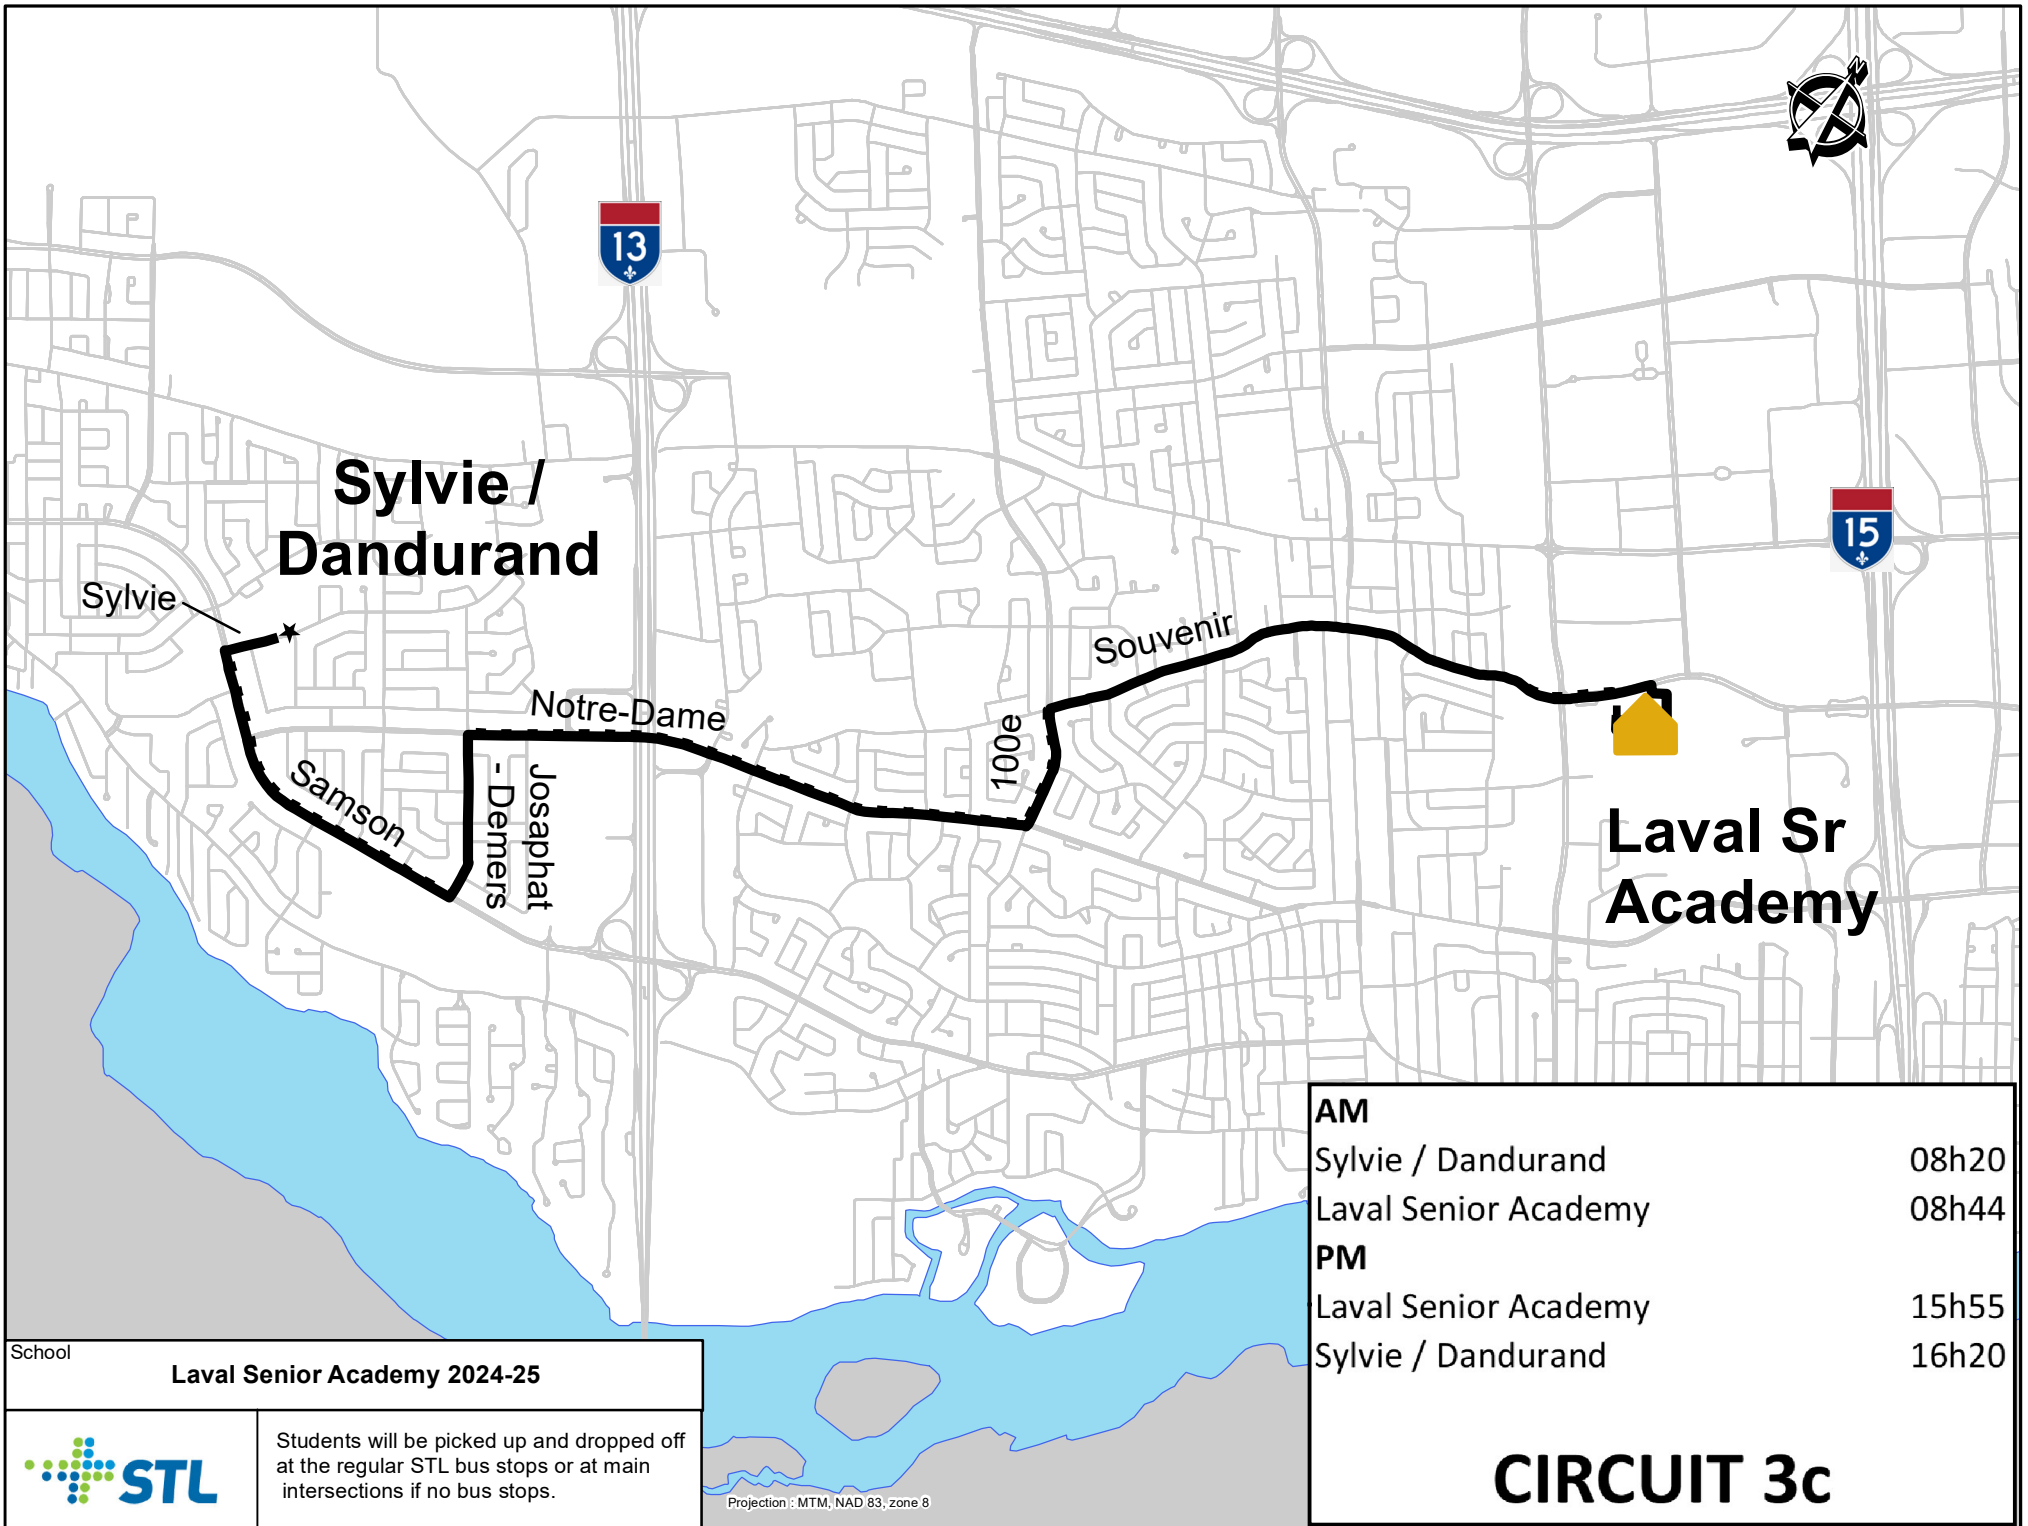 N
13
Sylvie /
Dandurand
15
Sylvie
Souvenir
Notre-Dame
100e
Samson
Josaphat
- Demers
Laval Sr
Academy
AM
Sylvie / Dandurand 08h20
Laval Senior Academy 08h44
PM
Laval Senior Academy 15h55
Sylvie / Dandurand 16h20
CIRCUIT 3c
School
Laval Senior Academy 2024-25
STL
Students will be picked up and dropped off
at the regular STL bus stops or at main
intersections if no bus stops.
Projection : MTM, NAD 83, zone 8